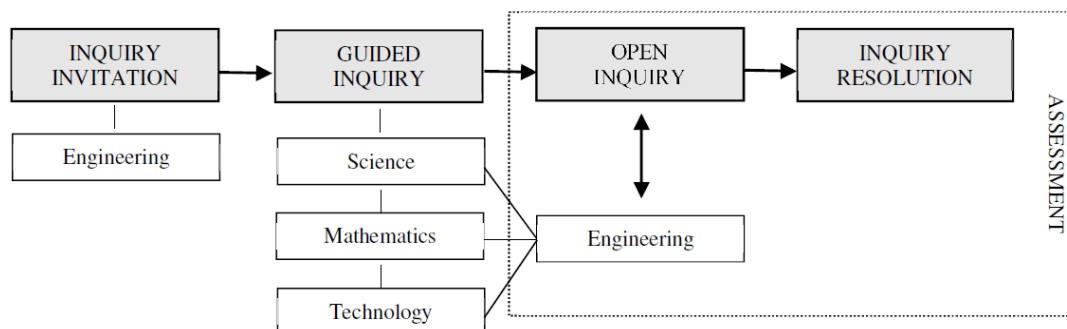 INQUIRY
INVITATION
GUIDED
INQUIRY
OPEN
INQUIRY
INQUIRY
RESOLUTION
ASSESSMENT
Engineering
Science
Mathematics
Engineering
Technology